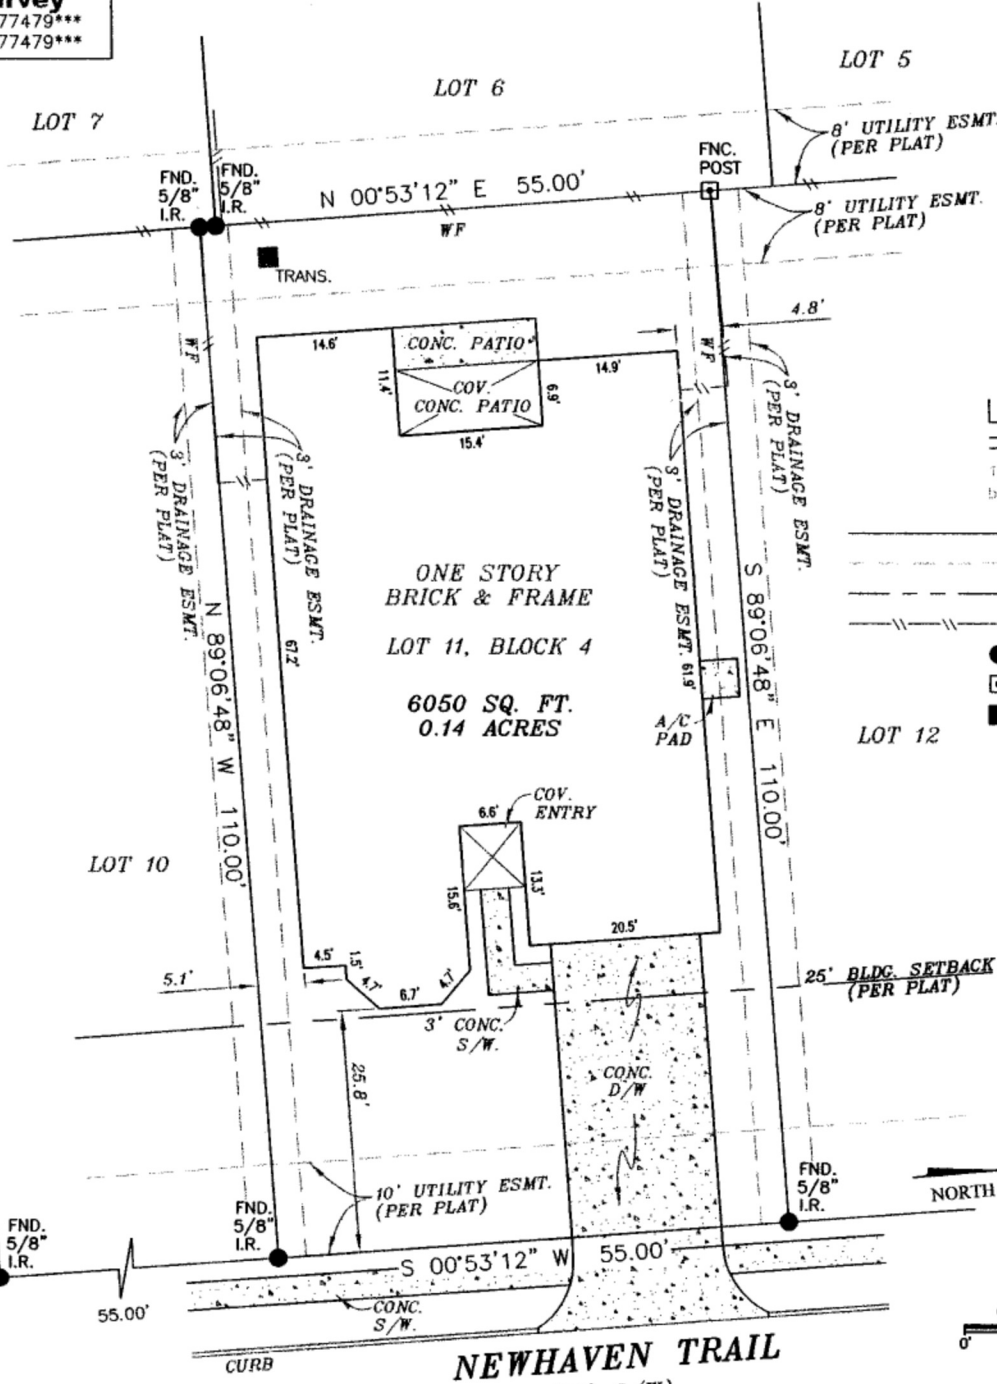 77479***
77479***
LOT 5
LOT 6
LOT 7
8' UTILITY ESMT.
(PER PLAT)
FNC.
POST
FND.
5/8"
I.R.
FND.
5/8"
I.R.
N 00°53'12" E 55.00'
8' UTILITY ESMT.
(PER PLAT)
WF
TRANS.
4.8'
14.6'
CONC. PATIO
14.9'
WF
WF
11.4'
COV.
CONC. PATIO
6.9'
15.4'
3' DRAINAGE ESMT.
(PER PLAT)
3' DRAINAGE ESMT.
(PER PLAT)
3' DRAINAGE ESMT.
(PER PLAT)
3' DRAINAGE ESMT.
(PER PLAT)
ONE STORY
BRICK & FRAME
LOT 11, BLOCK 4
6050 SQ. FT.
0.14 ACRES
N 89°06'48" W 110.00'
67.2'
61.9'
S 89°06'48" E 110.00'
A/C
PAD
LOT 12
COV.
ENTRY
6.6'
LOT 10
15.6'
13.3'
20.5'
4.5'
1.5'
4.7'
6.7'
4.7'
5.1'
25' BLDG. SETBACK
(PER PLAT)
3' CONC.
S/W.
25.8'
CONC.
D/W
10' UTILITY ESMT.
(PER PLAT)
FND.
5/8"
I.R.
NORTH
FND.
5/8"
I.R.
FND.
5/8"
I.R.
S 00°53'12" W 55.00'
55.00'
CONC.
S/W.
CURB
NEWHAVEN TRAIL
0'